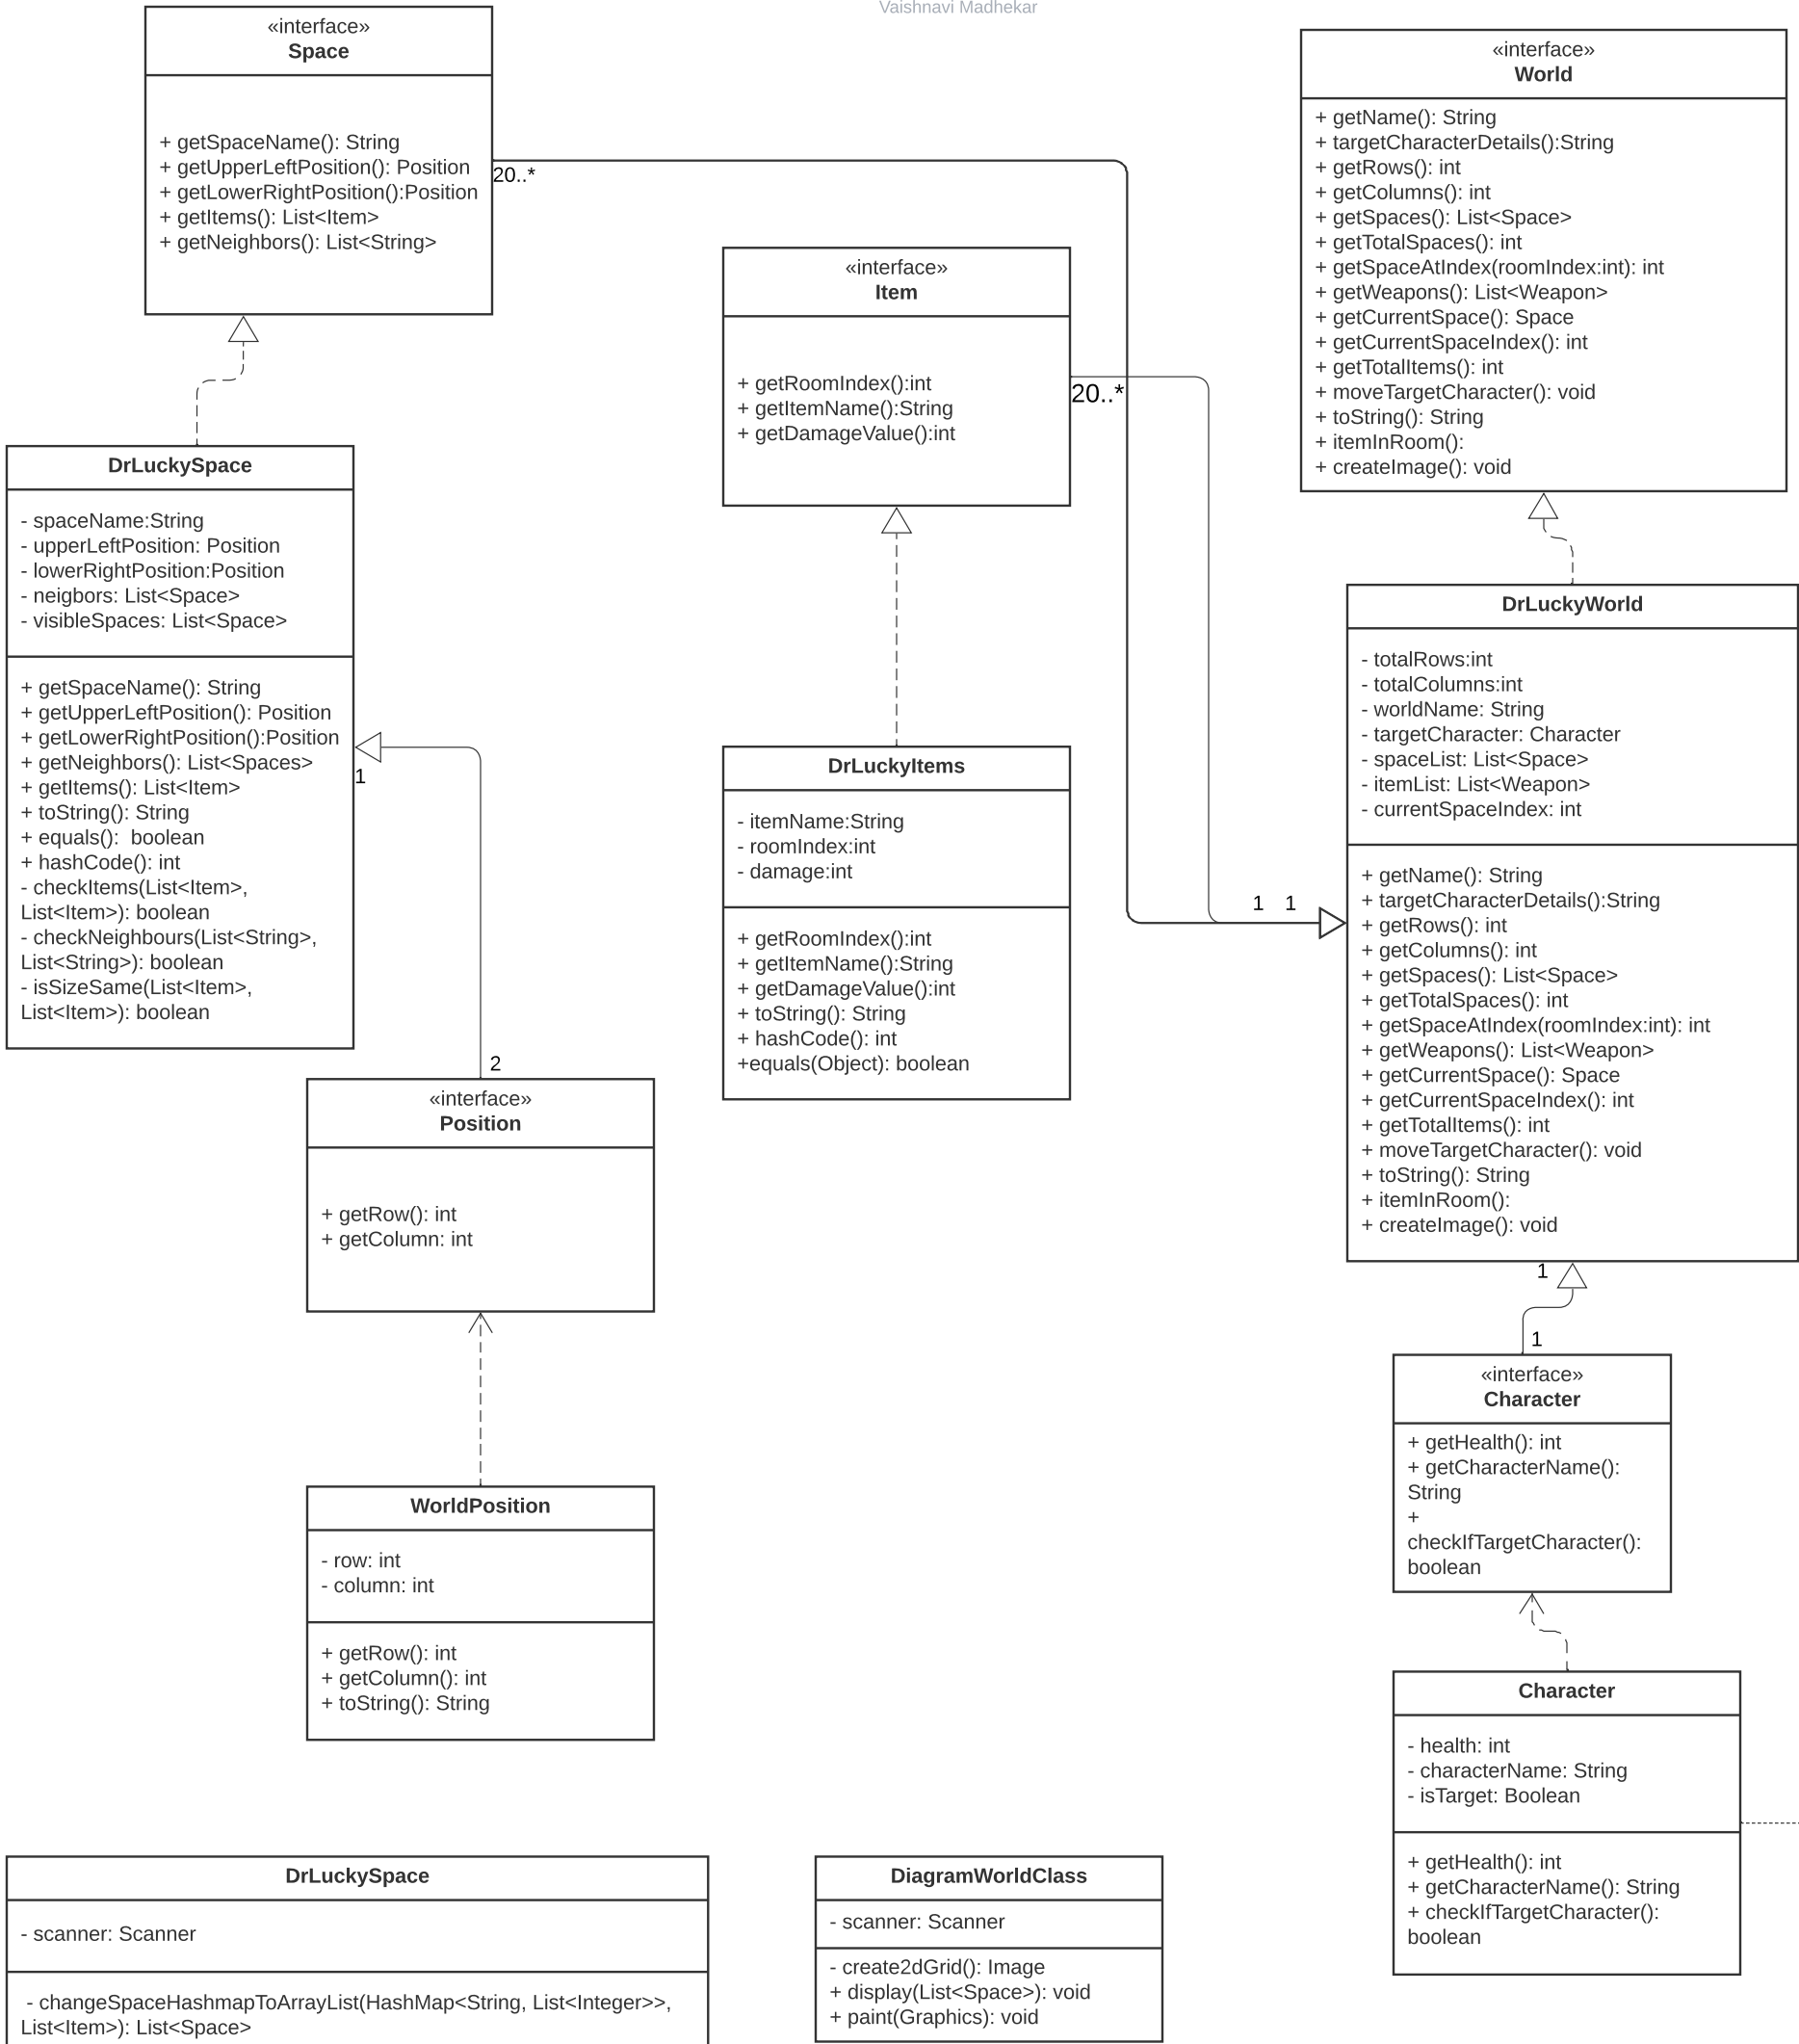 Vaishnavi Madhekar
«interface»
Space
+ getSpaceName(): String
+ getUpperLeftPosition(): Position
+ getLowerRightPosition():Position
+ getItems(): List<Item>
+ getNeighbors(): List<String>
20..*
«interface»
World
+ getName(): String
+ targetCharacterDetails():String
+ getRows(): int
+ getColumns(): int
+ getSpaces(): List<Space>
+ getTotalSpaces(): int
+ getSpaceAtIndex(roomIndex:int): int
+ getWeapons(): List<Weapon>
+ getCurrentSpace(): Space
+ getCurrentSpaceIndex(): int
+ getTotalItems(): int
+ moveTargetCharacter(): void
+ toString(): String
+ itemInRoom():
+ createImage(): void
«interface»
Item
+ getRoomIndex():int
+ getItemName():String
+ getDamageValue():int
20..*
DrLuckySpace
- spaceName:String
- upperLeftPosition: Position
- lowerRightPosition:Position
- neigbors: List<Space>
- visibleSpaces: List<Space>
+ getSpaceName(): String
+ getUpperLeftPosition(): Position
+ getLowerRightPosition():Position
+ getNeighbors(): List<Spaces>
+ getItems(): List<Item>
+ toString(): String
+ equals():  boolean
+ hashCode(): int
- checkItems(List<Item>,
List<Item>): boolean
- checkNeighbours(List<String>,
List<String>): boolean
- isSizeSame(List<Item>,
List<Item>): boolean
1
2
DrLuckyItems
- itemName:String
- roomIndex:int
- damage:int
+ getRoomIndex():int
+ getItemName():String
+ getDamageValue():int
+ toString(): String
+ hashCode(): int
+equals(Object): boolean
DrLuckyWorld
- totalRows:int
- totalColumns:int
- worldName: String
- targetCharacter: Character
- spaceList: List<Space>
- itemList: List<Weapon>
- currentSpaceIndex: int
+ getName(): String
+ targetCharacterDetails():String
+ getRows(): int
+ getColumns(): int
+ getSpaces(): List<Space>
+ getTotalSpaces(): int
+ getSpaceAtIndex(roomIndex:int): int
+ getWeapons(): List<Weapon>
+ getCurrentSpace(): Space
+ getCurrentSpaceIndex(): int
+ getTotalItems(): int
+ moveTargetCharacter(): void
+ toString(): String
+ itemInRoom():
+ createImage(): void
1 1
1
1
«interface»
Position
+ getRow(): int
+ getColumn: int
WorldPosition
- row: int
- column: int
+ getRow(): int
+ getColumn(): int
+ toString(): String
«interface»
Character
+ getHealth(): int
+ getCharacterName():
String
+
checkIfTargetCharacter():
boolean
Character
- health: int
- characterName: String
- isTarget: Boolean
+ getHealth(): int
+ getCharacterName(): String
+ checkIfTargetCharacter():
boolean
DrLuckySpace
- scanner: Scanner
- changeSpaceHashmapToArrayList(HashMap<String, List<Integer>>,
List<Item>): List<Space>
DiagramWorldClass
- scanner: Scanner
- create2dGrid(): Image
+ display(List<Space>): void
+ paint(Graphics): void